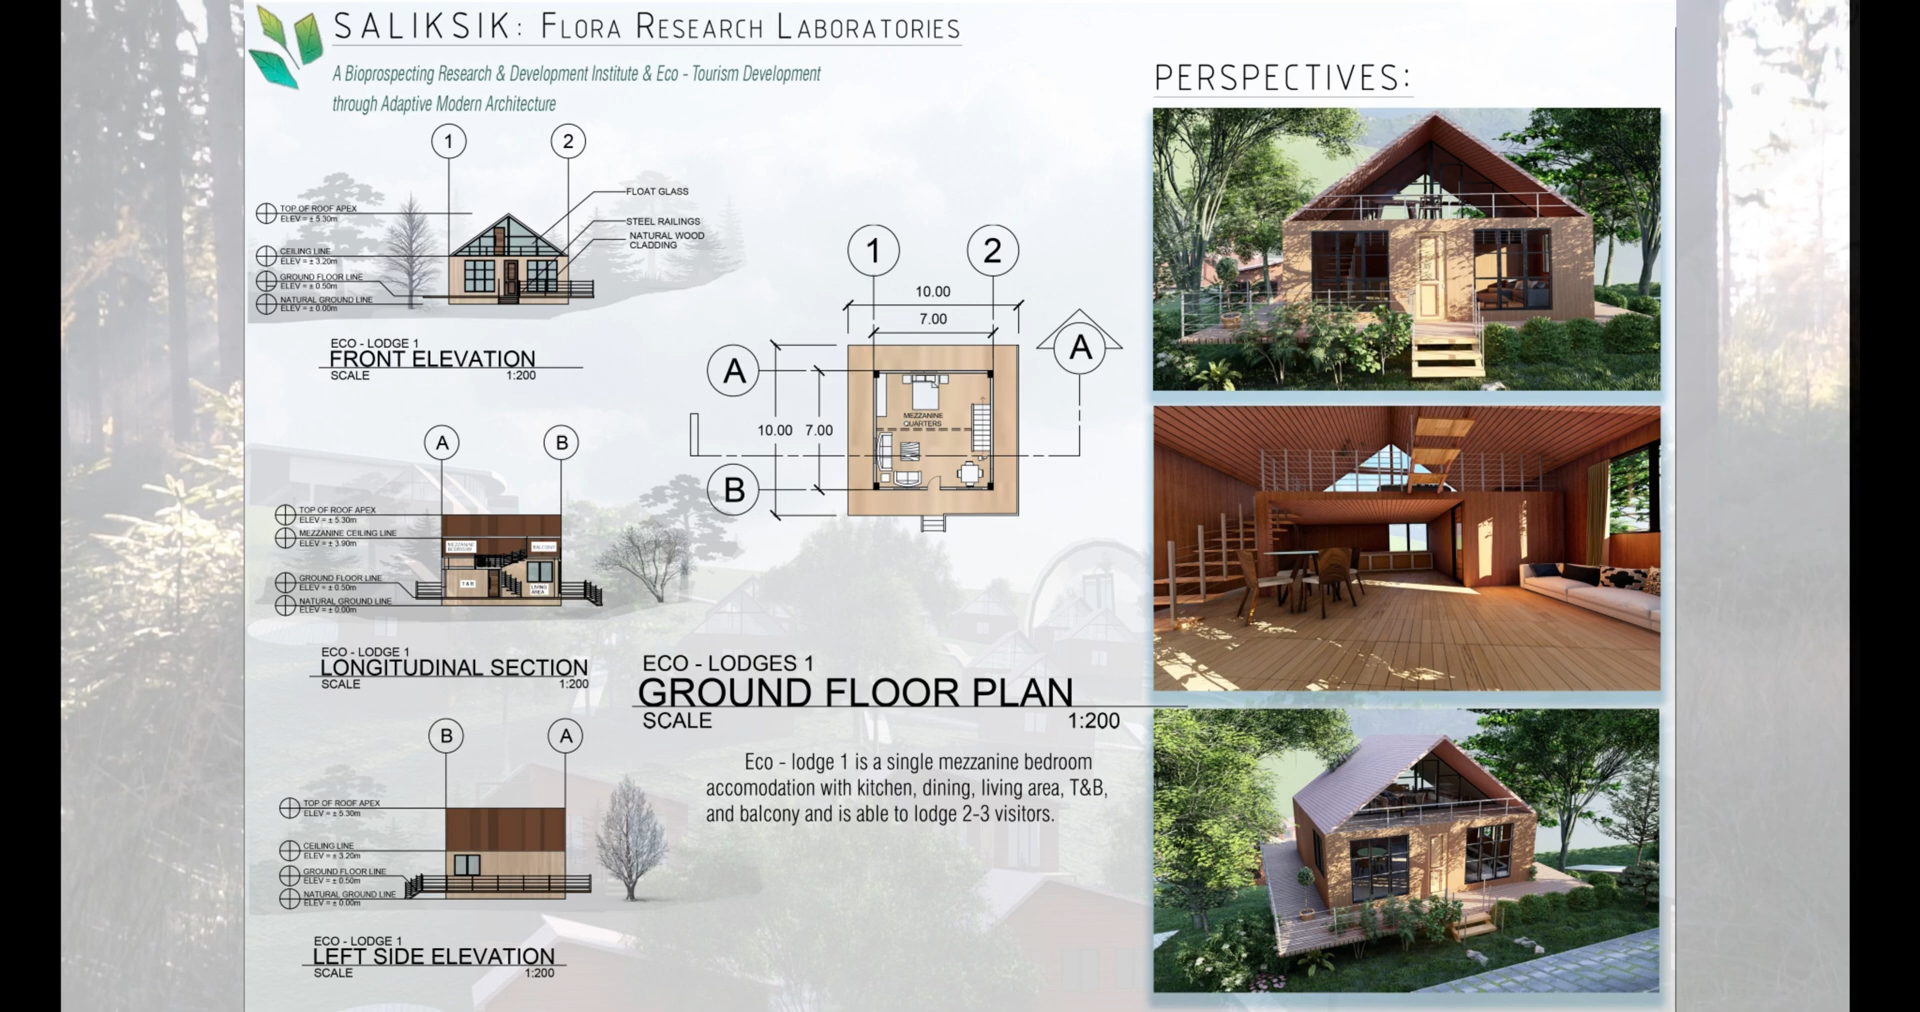 SALIKSIK: FLORA RESEARCH LABORATORIES
A Bioprospecting Research & Development Institute & Eco - Tourism Development
through Adaptive Modern Architecture
1
2
FLOAT GLASS
STEEL RAILINGS
NATURAL WOOD
CLADDING
TOP OF ROOF APEX
ELEV = ± 5.30m
CEILING LINE
ELEV = ± 3.20m
GROUND FLOOR LINE
ELEV = ± 0.50m
NATURAL GROUND LINE
ELEV = ± 0.00m
ECO - LODGE 1
FRONT ELEVATION
SCALE 1:200
A
B
TOP OF ROOF APEX
ELEV = ± 5.30m
MEZZANINE CEILING LINE
ELEV = ± 3.90m
GROUND FLOOR LINE
ELEV = ± 0.50m
NATURAL GROUND LINE
ELEV = ± 0.00m
MEZZANINE
BEDROOM
BALCONY
T & B
LIVING
AREA
ECO - LODGE 1
LONGITUDINAL SECTION
SCALE 1:200
B
A
TOP OF ROOF APEX
ELEV = ± 5.30m
CEILING LINE
ELEV = ± 3.20m
GROUND FLOOR LINE
ELEV = ± 0.50m
NATURAL GROUND LINE
ELEV = ± 0.00m
ECO - LODGE 1
LEFT SIDE ELEVATION
SCALE 1:200
1
2
10.00
7.00
A
A
10.00 7.00
MEZZANINE
QUARTERS
B
ECO - LODGES 1
GROUND FLOOR PLAN
SCALE 1:200
Eco - lodge 1 is a single mezzanine bedroom
accomodation with kitchen, dining, living area, T&B,
and balcony and is able to lodge 2-3 visitors.
PERSPECTIVES: